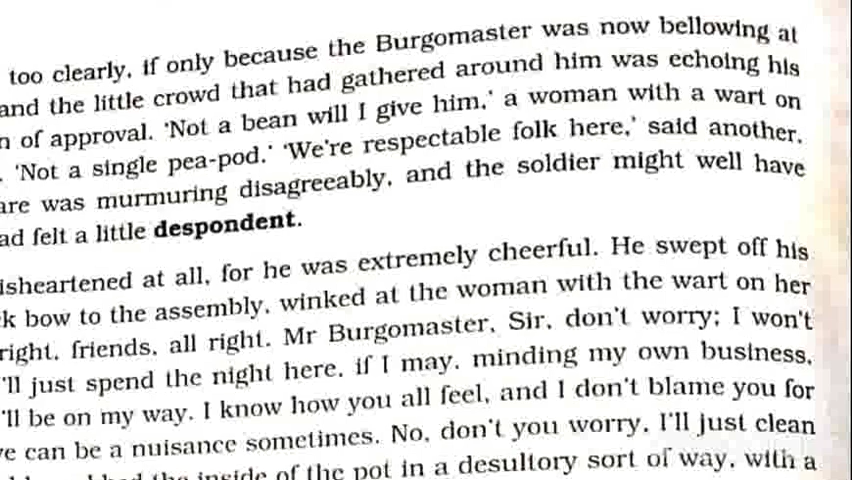 too clearly, if only because the Burgomaster was now bellowing at
and the little crowd that had gathered around him was echoing his
of approval. 'Not a bean will I give him,' a woman with a wart on
'Not a single pea-pod.' 'We're respectable folk here,' said another.
was murmuring disagreeably, and the soldier might well have
felt a little despondent.
at all, for he was extremely cheerful. He swept off his
bow to the assembly, winked at the woman with the wart on her
right, friends, all right. Mr Burgomaster, Sir, don't worry; I won't
'll just spend the night here, if I may, minding my own business,
'll be on my way. I know how you all feel, and I don't blame you for
can be a nuisance sometimes. No, don't you worry, I'll just clean
the inside of the pot in a desultory sort of way, with a